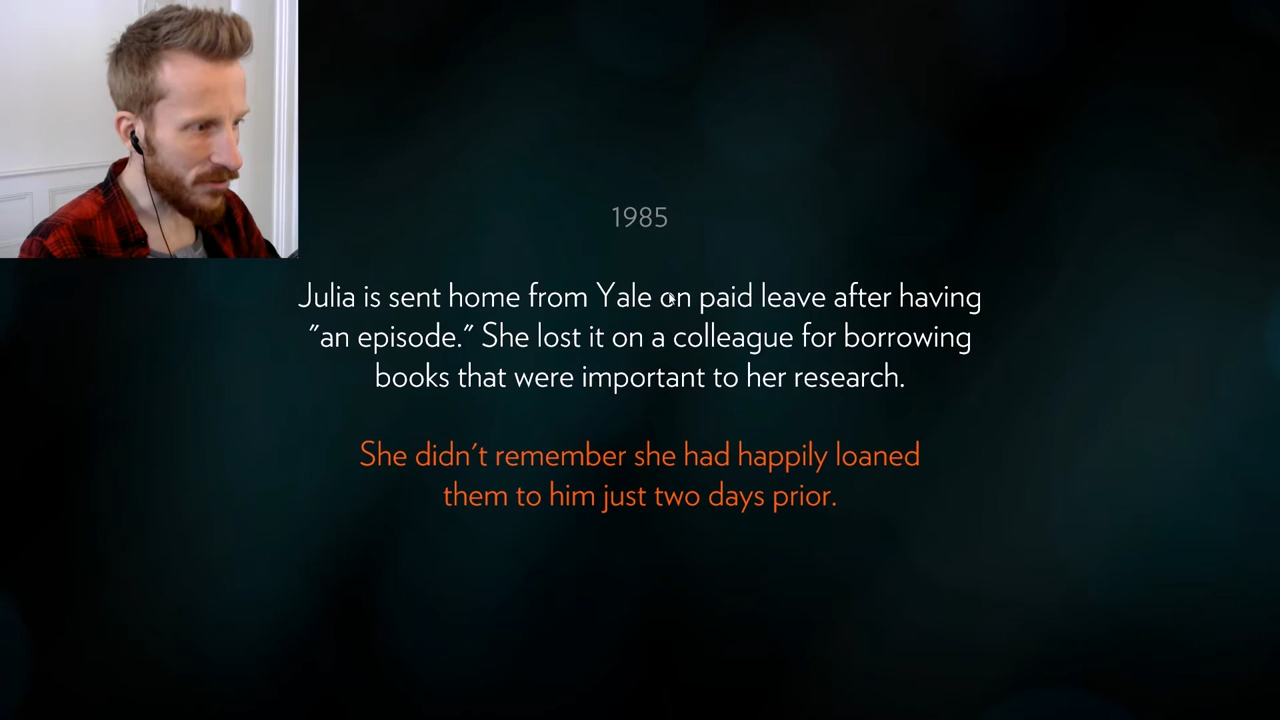 1985
Julia is sent home from Yale on paid leave after having
"an episode." She lost it on a colleague for borrowing
books that were important to her research.
She didn't remember she had happily loaned
them to him just two days prior.